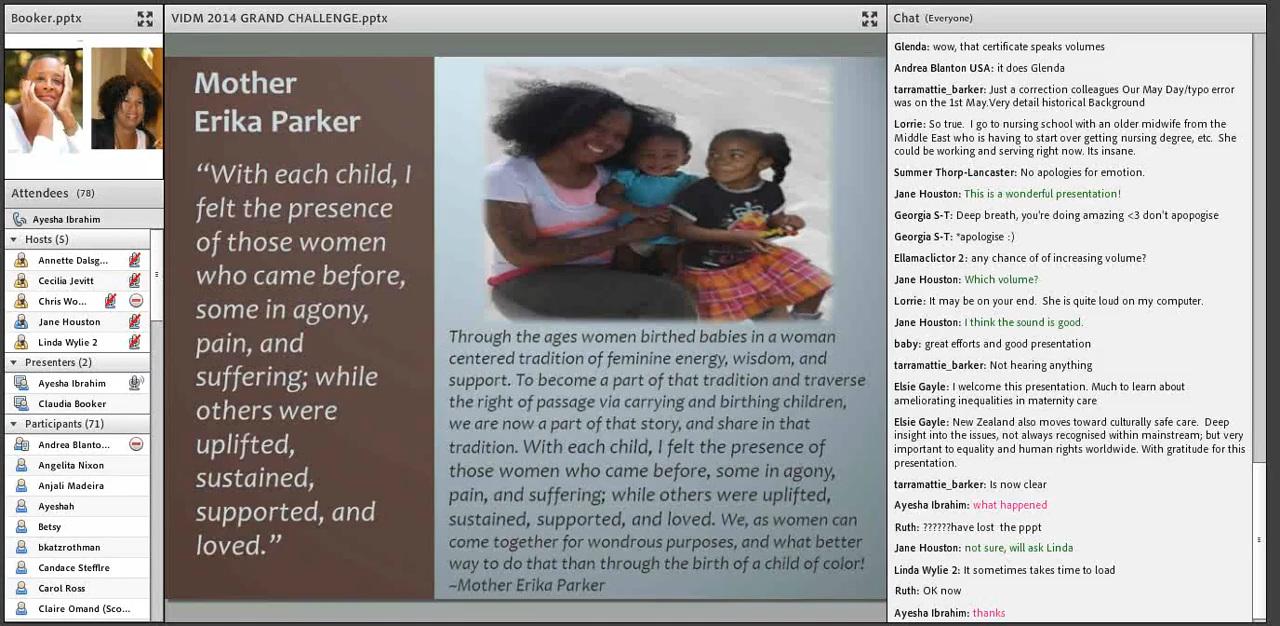 Booker.pptx
Attendees (78)
Ayesha Ibrahim
Hosts (5)
Annette Dalsg...
Cecilia Jevitt
Chris Wo...
Jane Houston
Linda Wylie 2
Presenters (2)
Ayesha Ibrahim
Claudia Booker
Participants (71)
Andrea Blanto...
Angelita Nixon
Anjali Madeira
Ayeshah
Betsy
bkatzrothman
Candace Stefflre
Carol Ross
Claire Omand (Sco...
VIDM 2014 GRAND CHALLENGE.pptx
Mother
Erika Parker
“With each child, I
felt the presence
of those women
who came before,
some in agony,
pain, and
suffering; while
others were
uplifted,
sustained,
supported, and
loved.”
Through the ages women birthed babies in a woman
centered tradition of feminine energy, wisdom, and
support. To become a part of that tradition and traverse
the right of passage via carrying and birthing children,
we are now a part of that story, and share in that
tradition. With each child, I felt the presence of
those women who came before, some in agony,
pain, and suffering; while others were uplifted,
sustained, supported, and loved. We, as women can
come together for wondrous purposes, and what better
way to do that than through the birth of a child of color!
~Mother Erika Parker
Chat (Everyone)
Glenda: wow, that certificate speaks volumes
Andrea Blanton USA: it does Glenda
tarramattie_barker: Just a correction colleagues Our May Day/typo error
was on the 1st May.Very detail historical Background
Lorrie: So true. I go to nursing school with an older midwife from the
Middle East who is having to start over getting nursing degree, etc. She
could be working and serving right now. Its insane.
Summer Thorp-Lancaster: No apologies for emotion.
Jane Houston: This is a wonderful presentation!
Georgia S-T: Deep breath, you're doing amazing <3 don't apopogise
Georgia S-T: *apologise :)
Ellamaclictor 2: any chance of of increasing volume?
Jane Houston: Which volume?
Lorrie: It may be on your end. She is quite loud on my computer.
Jane Houston: I think the sound is good.
baby: great efforts and good presentation
tarramattie_barker: Not hearing anything
Elsie Gayle: I welcome this presentation. Much to learn about
ameliorating inequalities in maternity care
Elsie Gayle: New Zealand also moves toward culturally safe care. Deep
insight into the issues, not always recognised within mainstream; but very
important to equality and human rights worldwide. With gratitude for this
presentation.
tarramattie_barker: Is now clear
Ayesha Ibrahim: what happened
Ruth: ??????have lost the pppt
Jane Houston: not sure, will ask Linda
Linda Wylie 2: It sometimes takes time to load
Ruth: OK now
Ayesha Ibrahim: thanks